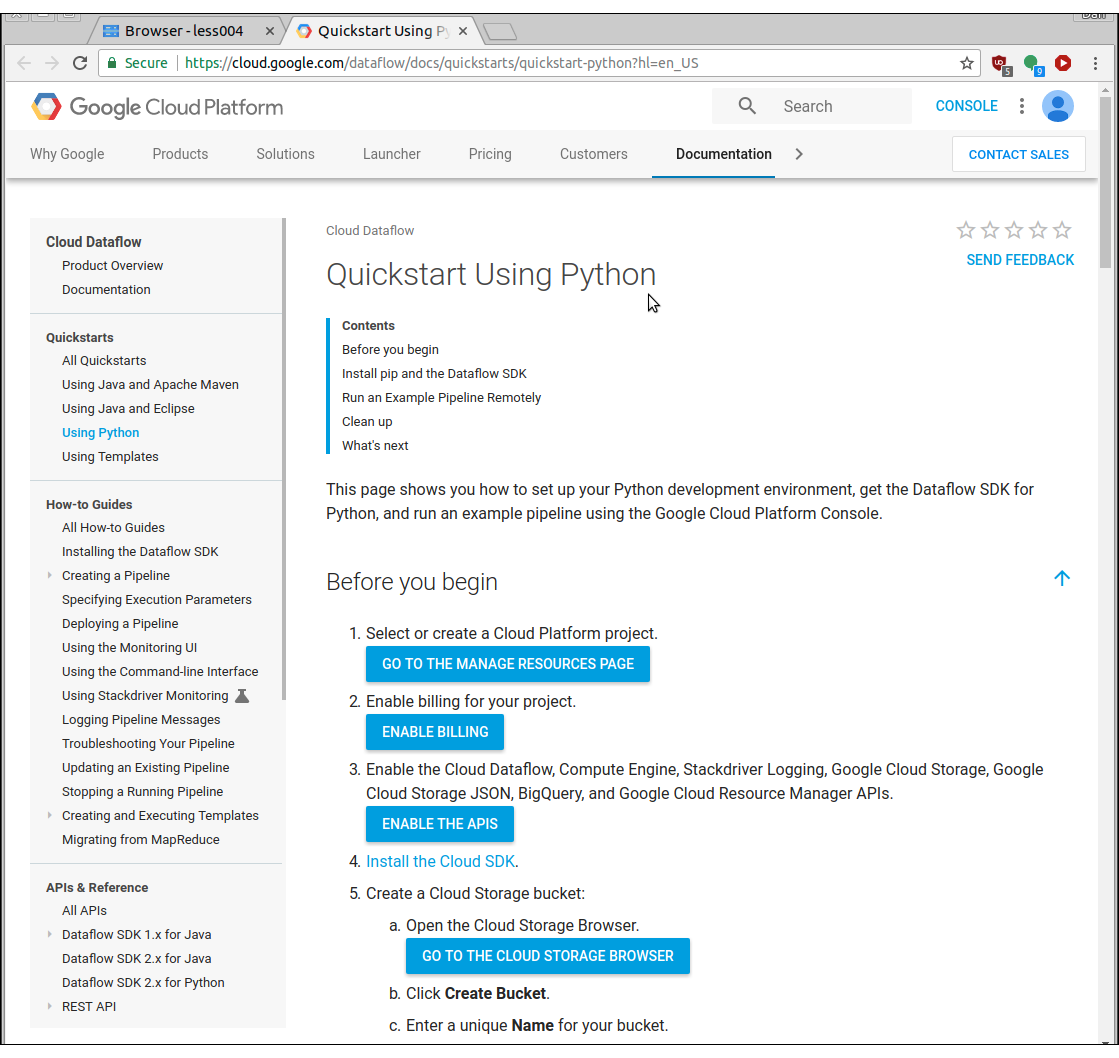 Dan
Browser - less004
Quickstart Using Py
Secure
https://cloud.google.com/dataflow/docs/quickstarts/quickstart-python?hl=en_US
5
9
Google Cloud Platform
Search
CONSOLE
Why Google
Products
Solutions
Launcher
Pricing
Customers
Documentation
CONTACT SALES
Cloud Dataflow
Product Overview
Documentation
Quickstarts
All Quickstarts
Using Java and Apache Maven
Using Java and Eclipse
Using Python
Using Templates
How-to Guides
All How-to Guides
Installing the Dataflow SDK
Creating a Pipeline
Specifying Execution Parameters
Deploying a Pipeline
Using the Monitoring UI
Using the Command-line Interface
Using Stackdriver Monitoring
Logging Pipeline Messages
Troubleshooting Your Pipeline
Updating an Existing Pipeline
Stopping a Running Pipeline
Creating and Executing Templates
Migrating from MapReduce
APIs & Reference
All APIs
Dataflow SDK 1.x for Java
Dataflow SDK 2.x for Java
Dataflow SDK 2.x for Python
REST API
Cloud Dataflow
SEND FEEDBACK
Quickstart Using Python
Contents
Before you begin
Install pip and the Dataflow SDK
Run an Example Pipeline Remotely
Clean up
What's next
This page shows you how to set up your Python development environment, get the Dataflow SDK for
Python, and run an example pipeline using the Google Cloud Platform Console.
Before you begin
1. Select or create a Cloud Platform project.
GO TO THE MANAGE RESOURCES PAGE
2. Enable billing for your project.
ENABLE BILLING
3. Enable the Cloud Dataflow, Compute Engine, Stackdriver Logging, Google Cloud Storage, Google
Cloud Storage JSON, BigQuery, and Google Cloud Resource Manager APIs.
ENABLE THE APIS
4. Install the Cloud SDK.
5. Create a Cloud Storage bucket:
a. Open the Cloud Storage Browser.
GO TO THE CLOUD STORAGE BROWSER
b. Click Create Bucket.
c. Enter a unique Name for your bucket.